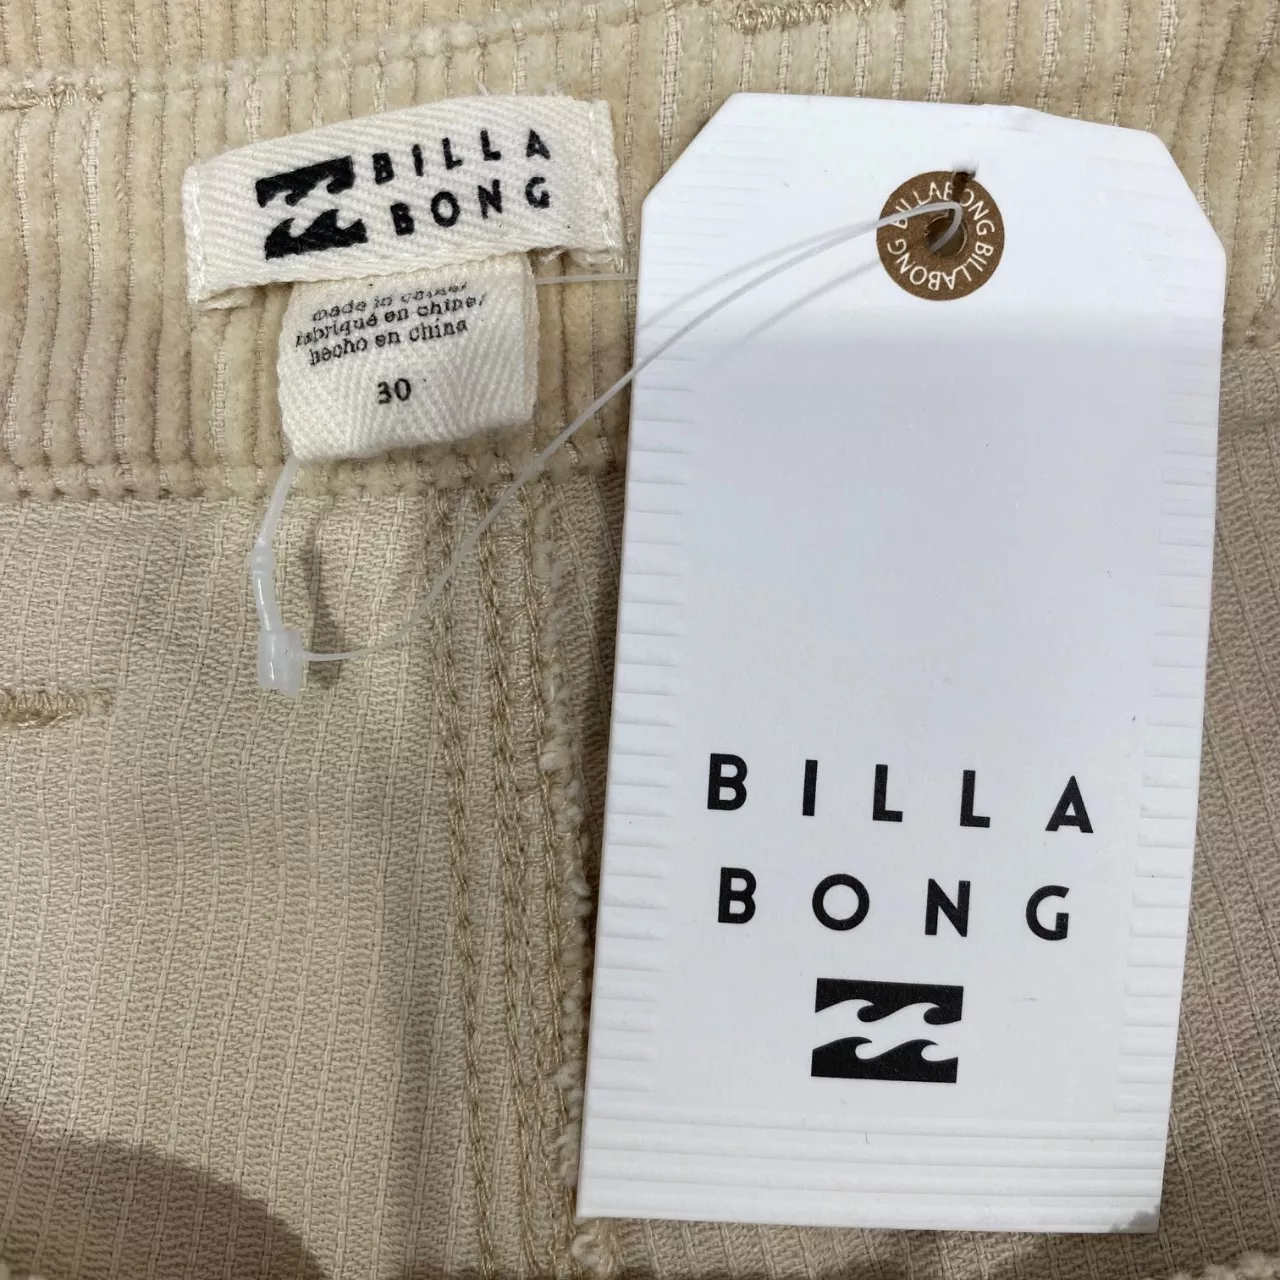 BILLA
BONG
made in china/
fabriqué en chine/
hecho en china
30
BILLABONG BILLABONG
BILLA
BONG